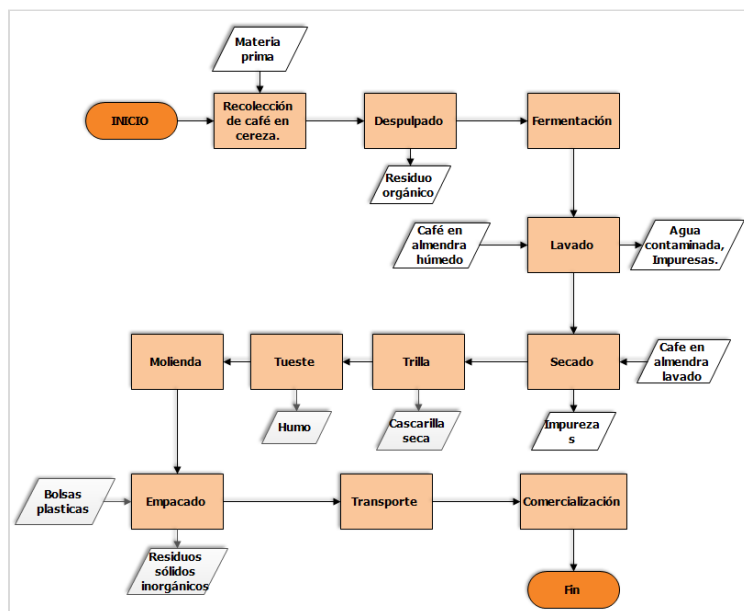 Materia
prima
INICIO
Recolección
de café en
cereza.
Despulpado
Fermentación
Residuo
orgánico
Café en
almendra
húmedo
Lavado
Agua
contaminada,
Impuresas.
Molienda
Tueste
Trilla
Secado
Cafe en
almendra
lavado
Humo
Cascarilla
seca
Impureza
s
Bolsas
plasticas
Empacado
Transporte
Comercialización
Residuos
sólidos
inorgánicos
Fin